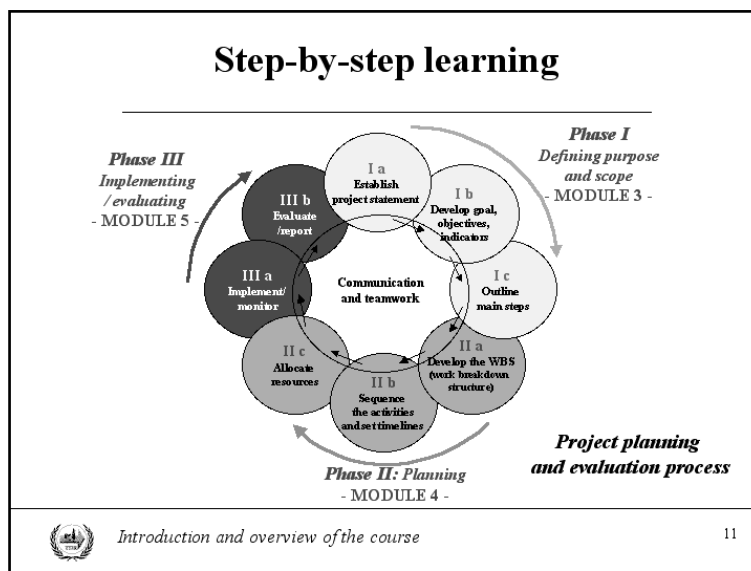 Step-by-step learning
Phase I
Defining purpose
and scope
- MODULE 3 -
Phase III
Implementing
/ evaluating
- MODULE 5 -
I a
Establish
project statement
I b
Develop goal,
objectives,
indicators
I c
Outline
main steps
II a
Develop the WBS
(work breakdown
structure)
II b
Sequence
the activities
and set timelines
II c
Allocate
resources
III a
Implement/
monitor
III b
Evaluate
/report
Communication
and teamwork
Phase II: Planning
- MODULE 4 -
Project planning
and evaluation process
Introduction and overview of the course
11